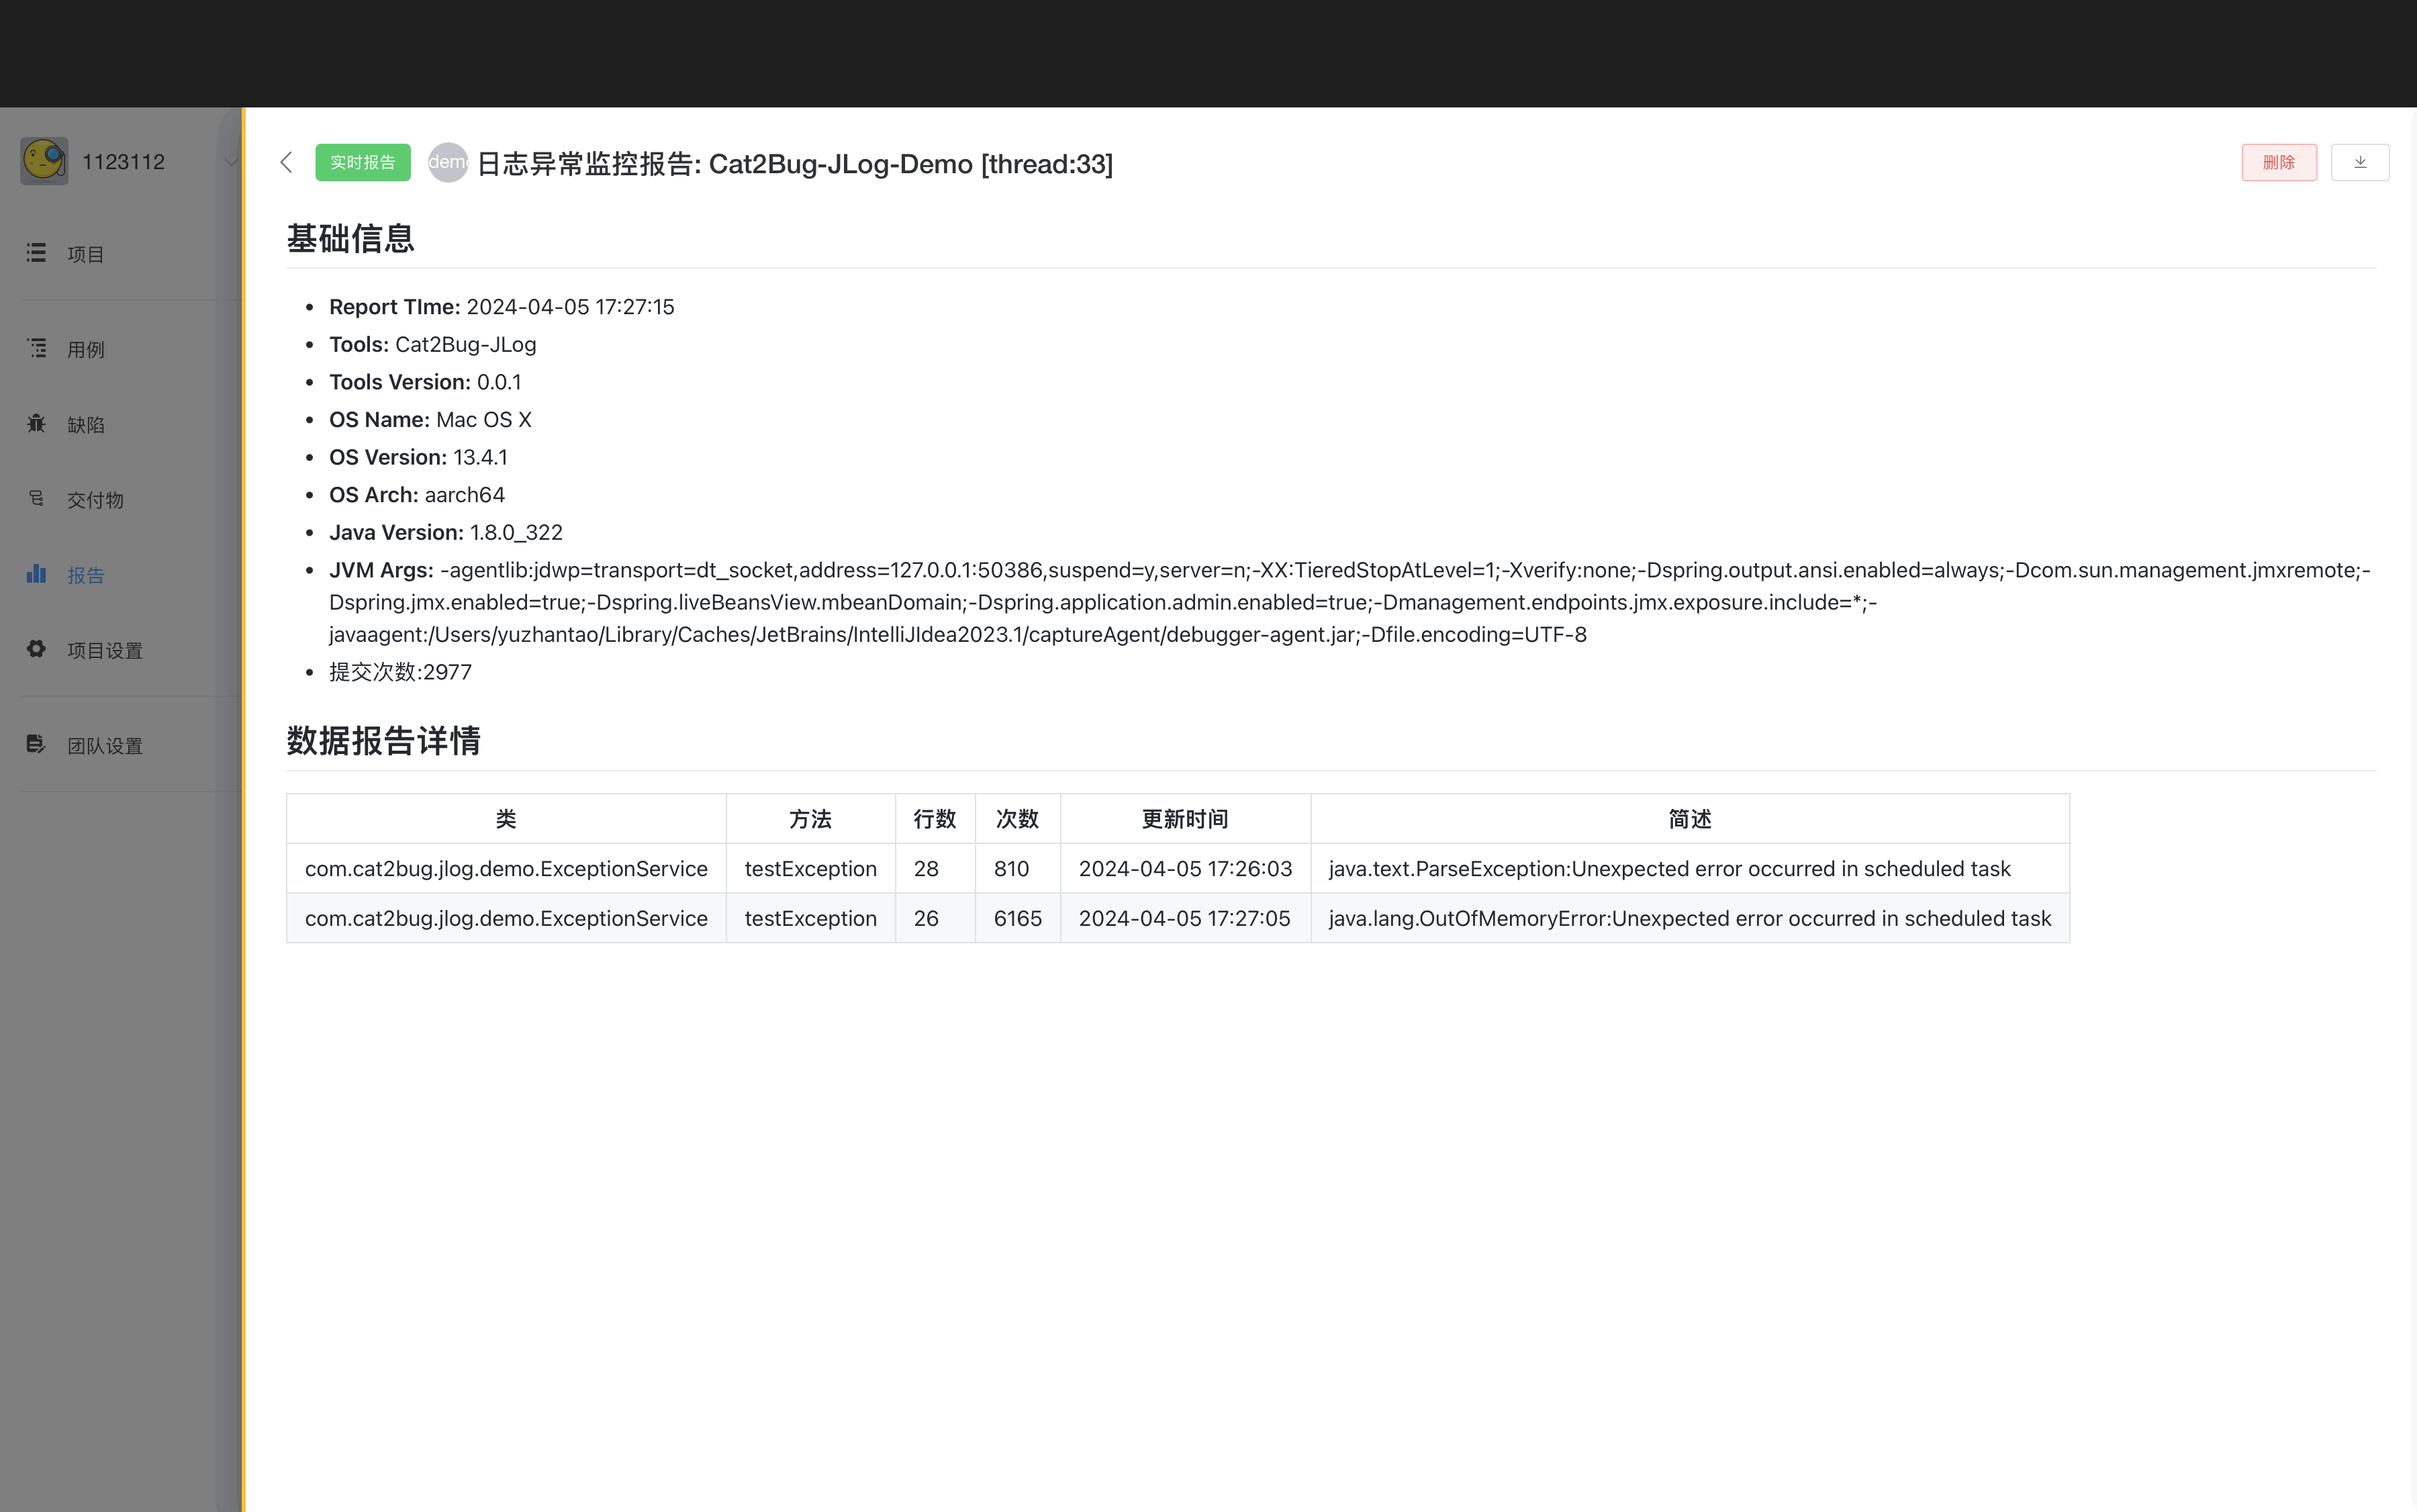 1123112
项目
用例
缺陷
交付物
报告
项目设置
团队设置
实时报告
demo
日志异常监控报告: Cat2Bug-JLog-Demo [thread:33]
删除
基础信息
Report TIme: 2024-04-05 17:27:15
Tools: Cat2Bug-JLog
Tools Version: 0.0.1
OS Name: Mac OS X
OS Version: 13.4.1
OS Arch: aarch64
Java Version: 1.8.0_322
JVM Args: -agentlib:jdwp=transport=dt_socket,address=127.0.0.1:50386,suspend=y,server=n;-XX:TieredStopAtLevel=1;-Xverify:none;-Dspring.output.ansi.enabled=always;-Dcom.sun.management.jmxremote;-
Dspring.jmx.enabled=true;-Dspring.liveBeansView.mbeanDomain;-Dspring.application.admin.enabled=true;-Dmanagement.endpoints.jmx.exposure.include=*;-
javaagent:/Users/yuzhantao/Library/Caches/JetBrains/IntelliJIdea2023.1/captureAgent/debugger-agent.jar;-Dfile.encoding=UTF-8
提交次数:2977
数据报告详情
类 方法 行数 次数 更新时间 简述
com.cat2bug.jlog.demo.ExceptionService testException 28 810 2024-04-05 17:26:03 java.text.ParseException:Unexpected error occurred in scheduled task
com.cat2bug.jlog.demo.ExceptionService testException 26 6165 2024-04-05 17:27:05 java.lang.OutOfMemoryError:Unexpected error occurred in scheduled task